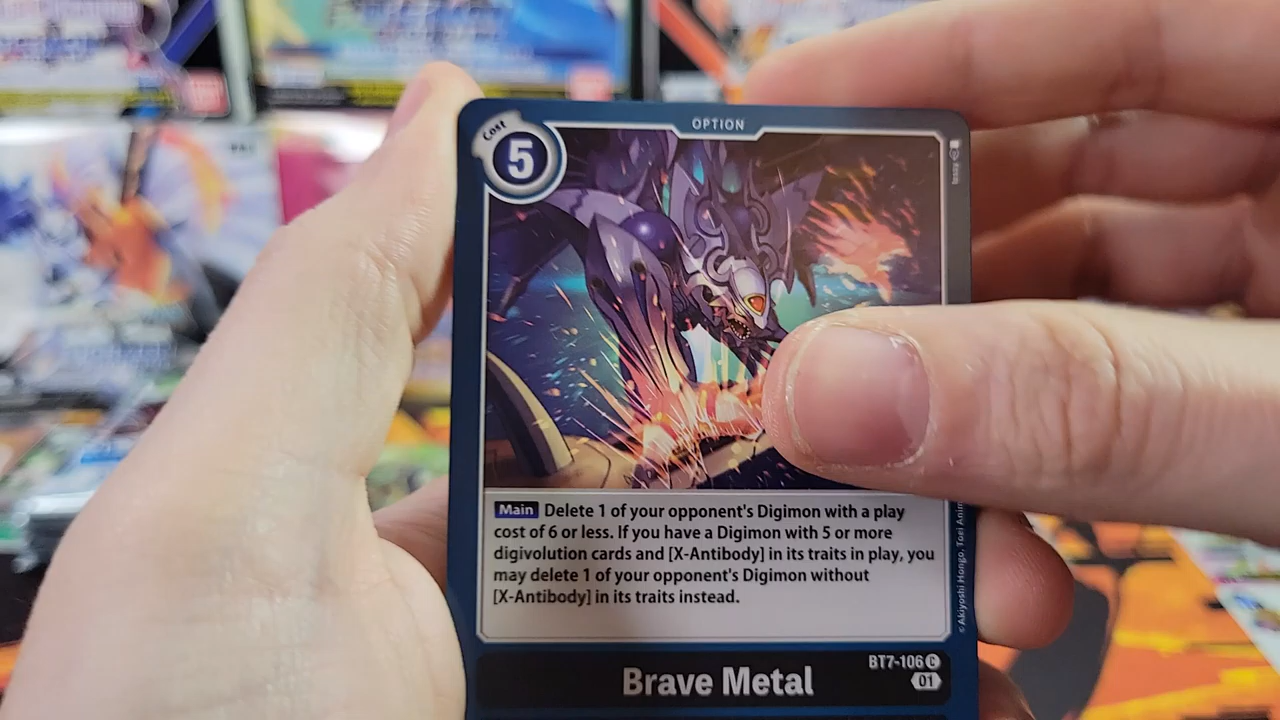 OPTION
Cost
5
Main Delete 1 of your opponent's Digimon with a play
cost of 6 or less. If you have a Digimon with 5 or more
digivolution cards and [X-Antibody] in its traits in play, you
may delete 1 of your opponent's Digimon without
[X-Antibody] in its traits instead.
©Akiyoshi Hongo, Toei Anim
BT7-106 C
01
Brave Metal